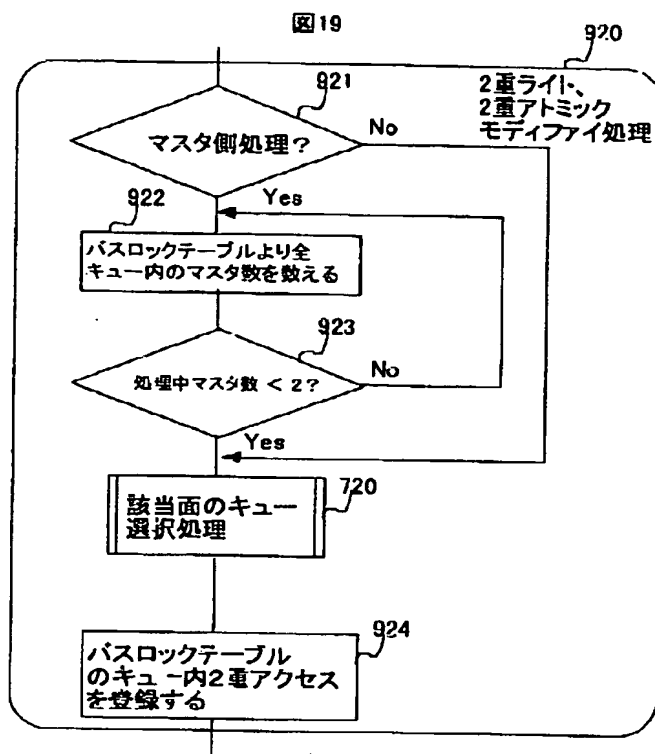 図19
920
2重ライト、
2重アトミック
モディファイ処理
921
マスタ側処理?
No
Yes
922
バスロックテーブルより全
キュー内のマスタ数を数える
923
処理中マスタ数 < 2?
No
Yes
720
該当面のキュー
選択処理
924
バスロックテーブル
のキュー内2重アクセス
を登録する